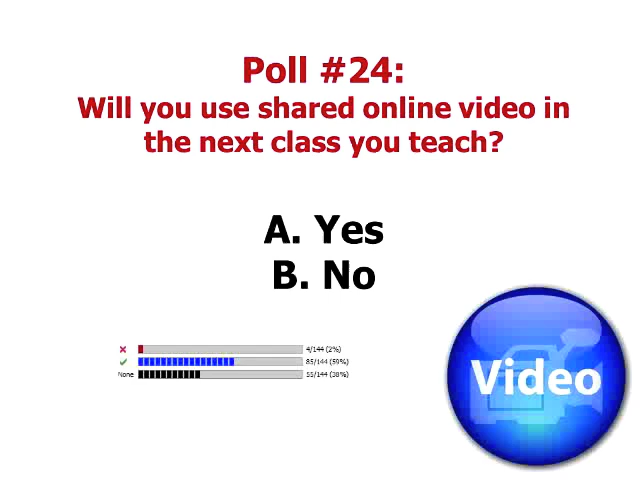 Poll #24:
Will you use shared online video in
the next class you teach?
A. Yes
B. No
4/144 (2%)
85/144 (59%)
None 55/144 (38%)
Video